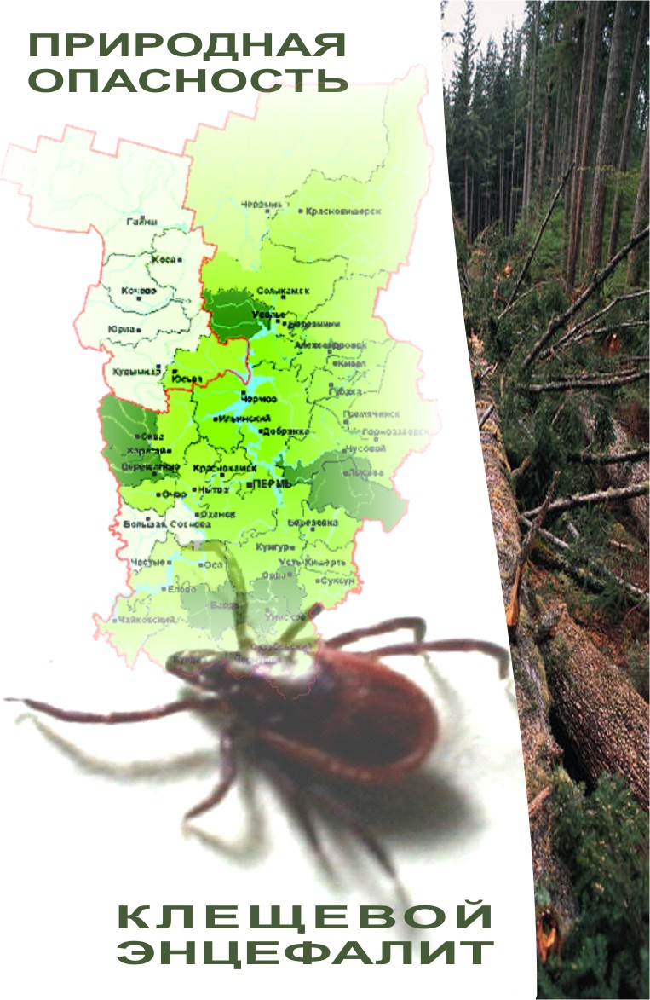 ПРИРОДНАЯ
ОПАСНОСТЬ
Чердынь
Красновишерск
Гайны
Коса
Кочево
Соликамск
Усолье
Березники
Юрла
Александровск
Кизел
Кудымкар
Юсьва
Губаха
Чермоз
Ильинский
Гремячинск
Добрянка
Горнозаводск
Сива
Чусовой
Карагай
Верещагино
Краснокамск
Лысьва
ПЕРМЬ
Очер
Нытва
Оханск
Большая Соснова
Березовка
Кунгур
Частые
Оса
Усть-Кишерть
Орда
Суксун
Елово
Барда
Уинское
Чайковский
Октябрьский
Куеда
КЛЕЩЕВОЙ
ЭНЦЕФАЛИТ